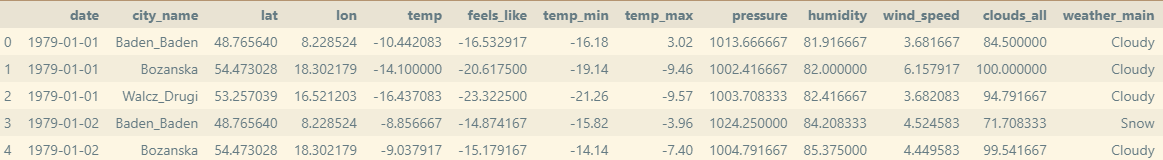 date city_name lat lon temp feels_like temp_min temp_max pressure humidity wind_speed clouds_all weather_main
0 1979-01-01 Baden_Baden 48.765640 8.228524 -10.442083 -16.532917 -16.18 3.02 1013.666667 81.916667 3.681667 84.500000 Cloudy
1 1979-01-01 Bozanska 54.473028 18.302179 -14.100000 -20.617500 -19.14 -9.46 1002.416667 82.000000 6.157917 100.000000 Cloudy
2 1979-01-01 Walcz_Drugi 53.257039 16.521203 -16.437083 -23.322500 -21.26 -9.57 1003.708333 82.416667 3.682083 94.791667 Cloudy
3 1979-01-02 Baden_Baden 48.765640 8.228524 -8.856667 -14.874167 -15.82 -3.96 1024.250000 84.208333 4.524583 71.708333 Snow
4 1979-01-02 Bozanska 54.473028 18.302179 -9.037917 -15.179167 -14.14 -7.40 1004.791667 85.375000 4.449583 99.541667 Cloudy